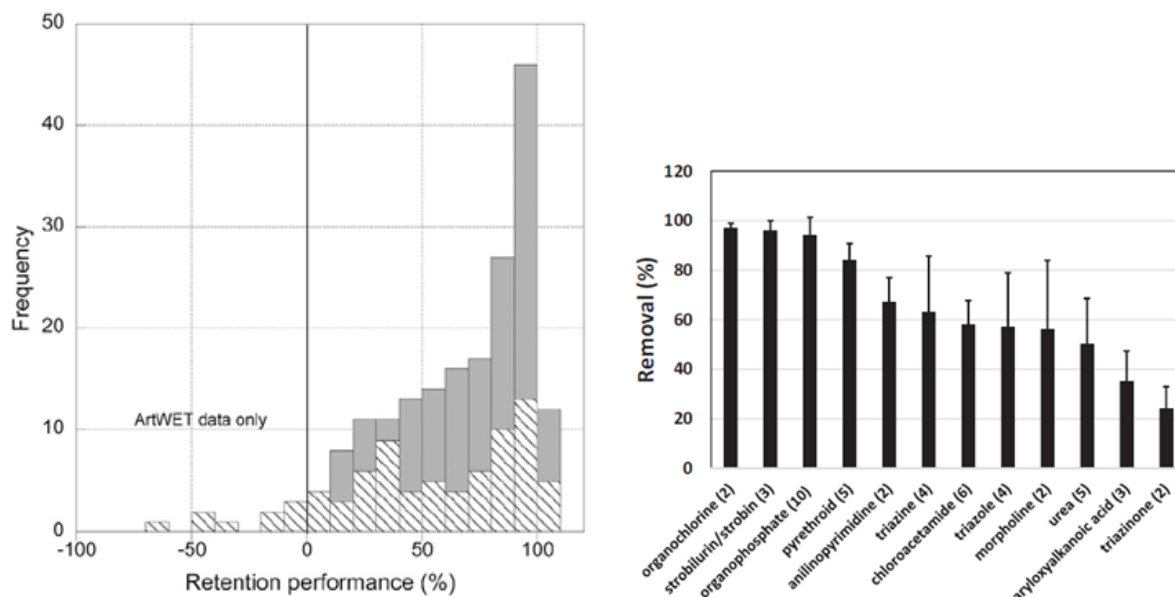 50
40
30
20
10
0
Frequency
ArtWET data only
-100
-50
0
50
100
Retention performance (%)
120
100
80
60
40
20
0
Removal (%)
organochlorine (2)
strobilurin/strobin (3)
organophosphate (10)
pyrethroid (5)
anilinopyrimidine (2)
triazine (4)
chloroacetamide (6)
triazole (4)
morpholine (2)
urea (5)
aryloxyalkanoic acid (3)
triazinone (2)